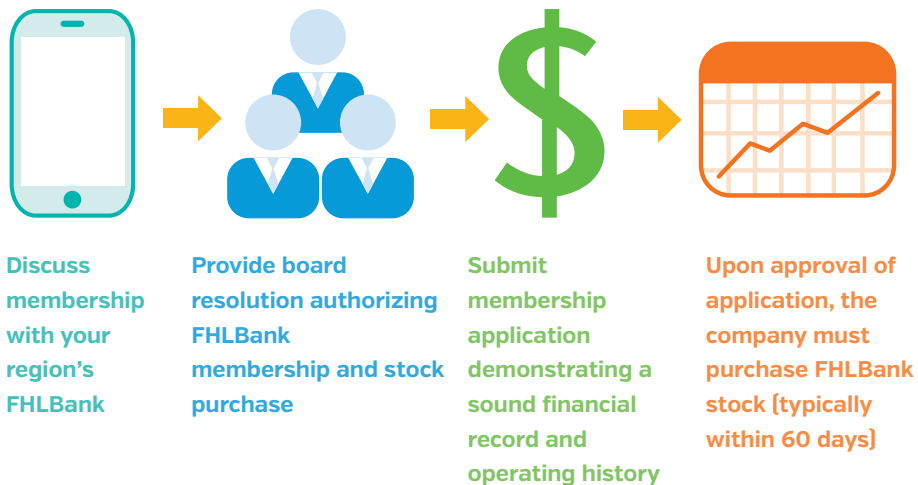 Discuss
membership
with your
region's
FHLBank
Provide board
resolution authorizing
FHLBank
membership and stock
purchase
Submit
membership
application
demonstrating a
sound financial
record and
operating history
Upon approval of
application, the
company must
purchase FHLBank
stock (typically
within 60 days)